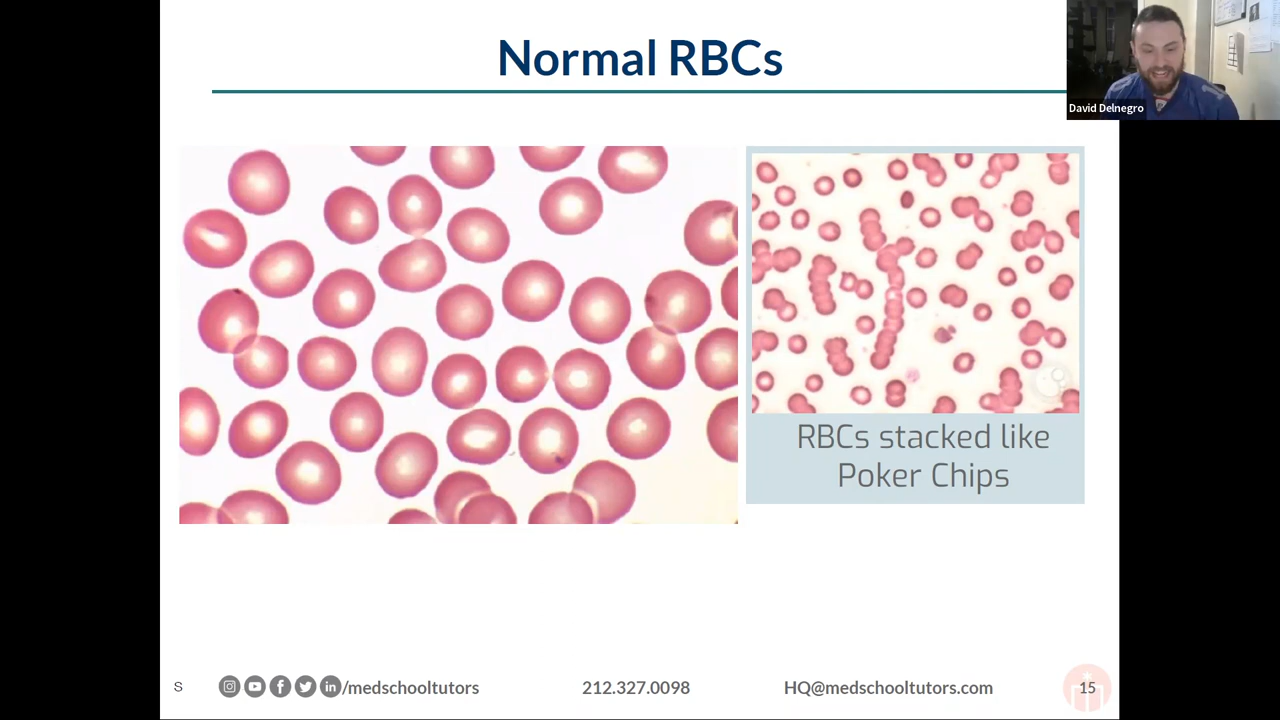 Normal RBCs
David Delnegro
RBCs stacked like
Poker Chips
S
/medschooltutors
212.327.0098
HQ@medschooltutors.com
15